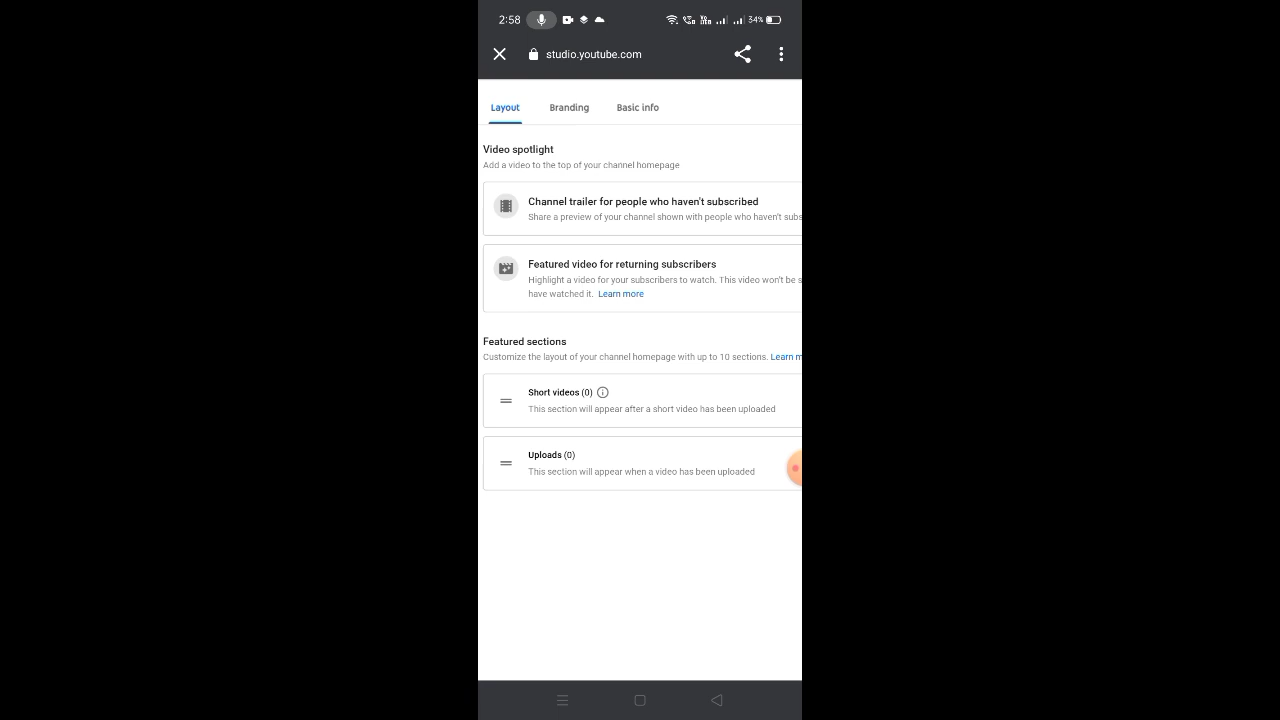 2:58
34%
studio.youtube.com
Layout Branding Basic info
Video spotlight
Add a video to the top of your channel homepage
Channel trailer for people who haven't subscribed
Share a preview of your channel shown with people who haven't subs
Featured video for returning subscribers
Highlight a video for your subscribers to watch. This video won't be s
have watched it. Learn more
Featured sections
Customize the layout of your channel homepage with up to 10 sections. Learn m
Short videos (0)
This section will appear after a short video has been uploaded
Uploads (0)
This section will appear when a video has been uploaded